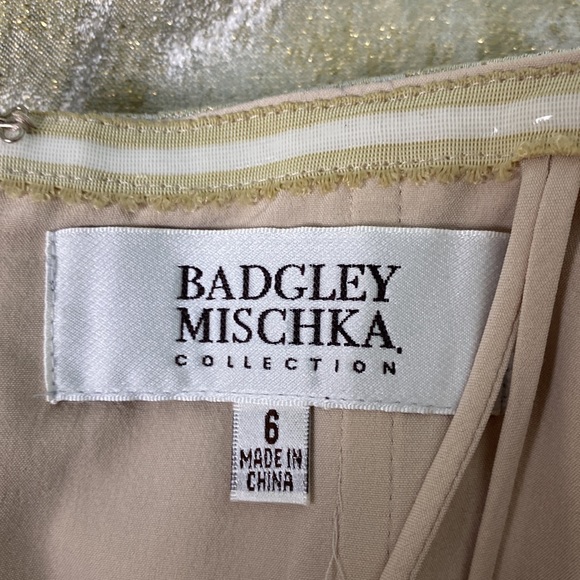 BADGLEY
MISCHKA.
COLLECTION
6
MADE IN
CHINA